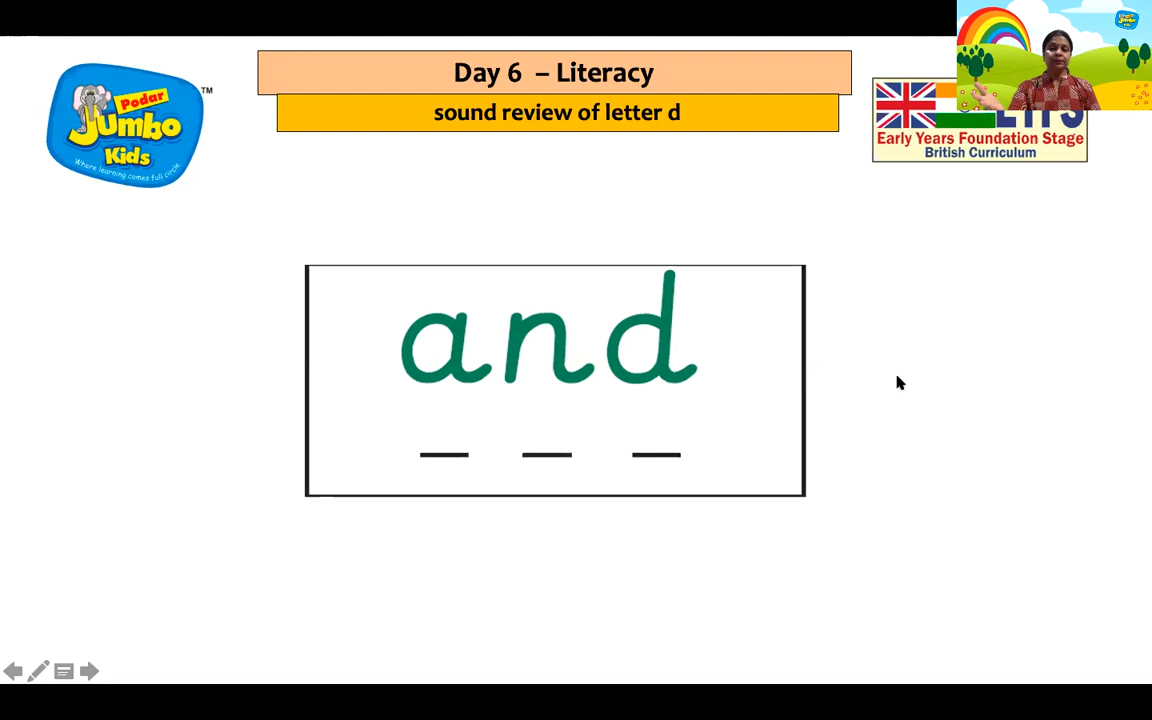 Day 6 – Literacy
sound review of letter d
Podar
Jumbo
Kids
TM
Where learning comes full circle
Early Years Foundation Stage
British Curriculum
and